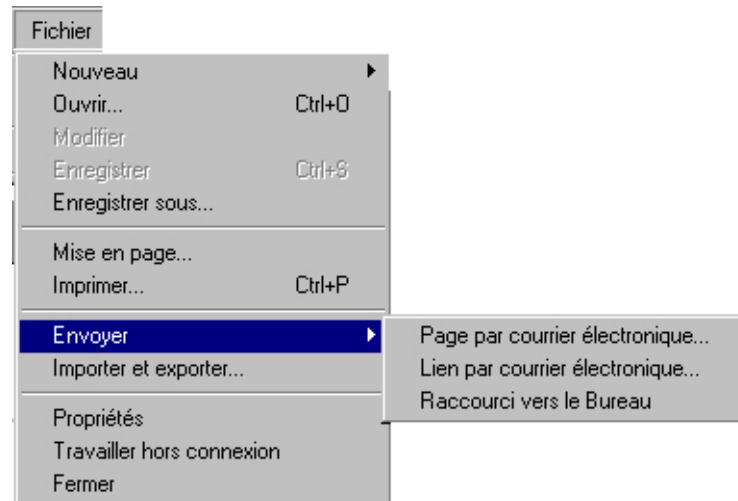 Fichier
Nouveau
Ouvrir... Ctrl+O
Modifier
Enregistrer Ctrl+S
Enregistrer sous...
Mise en page...
Imprimer... Ctrl+P
Envoyer
Importer et exporter...
Propriétés
Travailler hors connexion
Fermer
Page par courrier électronique...
Lien par courrier électronique...
Raccourci vers le Bureau